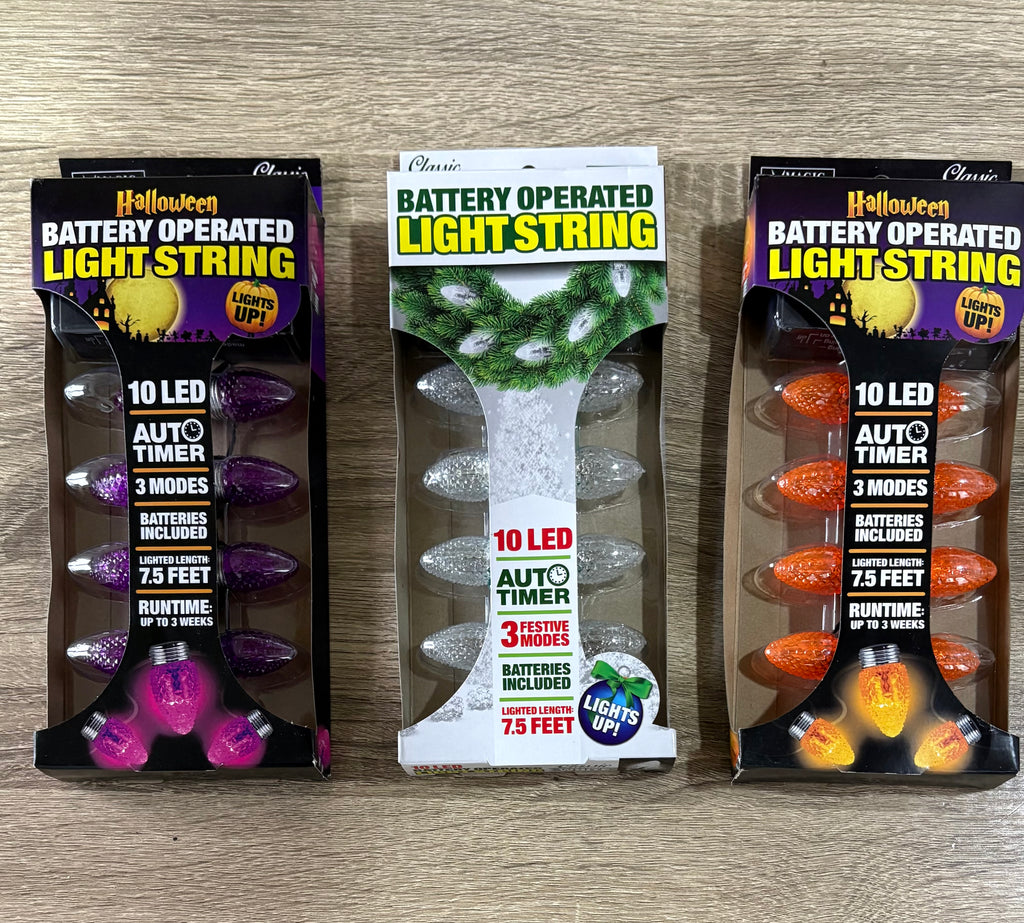 Classic
Halloween
BATTERY OPERATED
LIGHT STRING
LIGHTS
UP!
10 LED
AUTO
TIMER
3 MODES
BATTERIES
INCLUDED
LIGHTED LENGTH:
7.5 FEET
RUNTIME:
UP TO 3 WEEKS
Classic
BATTERY OPERATED
LIGHT STRING
10 LED
AUTO
TIMER
3 FESTIVE
MODES
BATTERIES
INCLUDED
LIGHTED LENGTH:
7.5 FEET
LIGHTS
UP!
MAGIC
Classic
Halloween
BATTERY OPERATED
LIGHT STRING
LIGHTS
UP!
10 LED
AUTO
TIMER
3 MODES
BATTERIES
INCLUDED
LIGHTED LENGTH:
7.5 FEET
RUNTIME:
UP TO 3 WEEKS